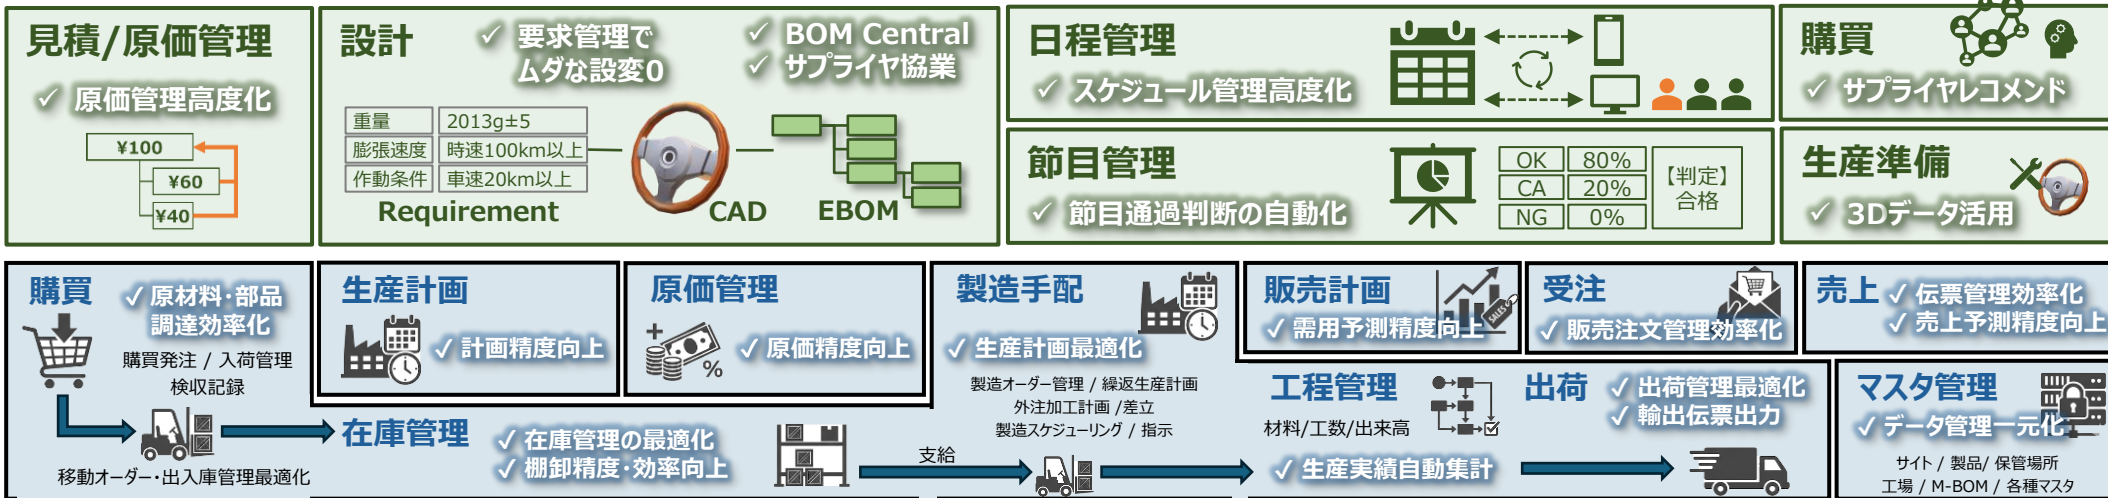 見積/原価管理
✓ 原価管理高度化
¥100
¥60
¥40
設計
✓ 要求管理で
ムダな設変0
✓ BOM Central
✓ サプライヤ協業
重量 2013g±5
膨張速度 時速100km以上
作動条件 車速20km以上
Requirement
CAD
EBOM
日程管理
✓ スケジュール管理高度化
節目管理
✓ 節目通過判断の自動化
OK 80%
CA 20%
NG 0%
【判定】
合格
購買
✓ サプライヤレコメンド
生産準備
✓ 3Dデータ活用
購買
✓ 原材料・部品
調達効率化
購買発注 / 入荷管理
検収記録
移動オーダー・出入庫管理最適化
生産計画
✓ 計画精度向上
原価管理
%
✓ 原価精度向上
在庫管理
✓ 在庫管理の最適化
✓ 棚卸精度・効率向上
支給
製造手配
✓ 生産計画最適化
製造オーダー管理 / 繰返生産計画
外注加工計画 /差立
製造スケジューリング / 指示
販売計画
SALES
✓ 需用予測精度向上
受注
✓ 販売注文管理効率化
売上
✓ 伝票管理効率化
✓ 売上予測精度向上
工程管理
材料/工数/出来高
✓ 生産実績自動集計
出荷
✓ 出荷管理最適化
✓ 輸出伝票出力
マスタ管理
✓ データ管理一元化
サイト / 製品/ 保管場所
工場 / M-BOM / 各種マスタ